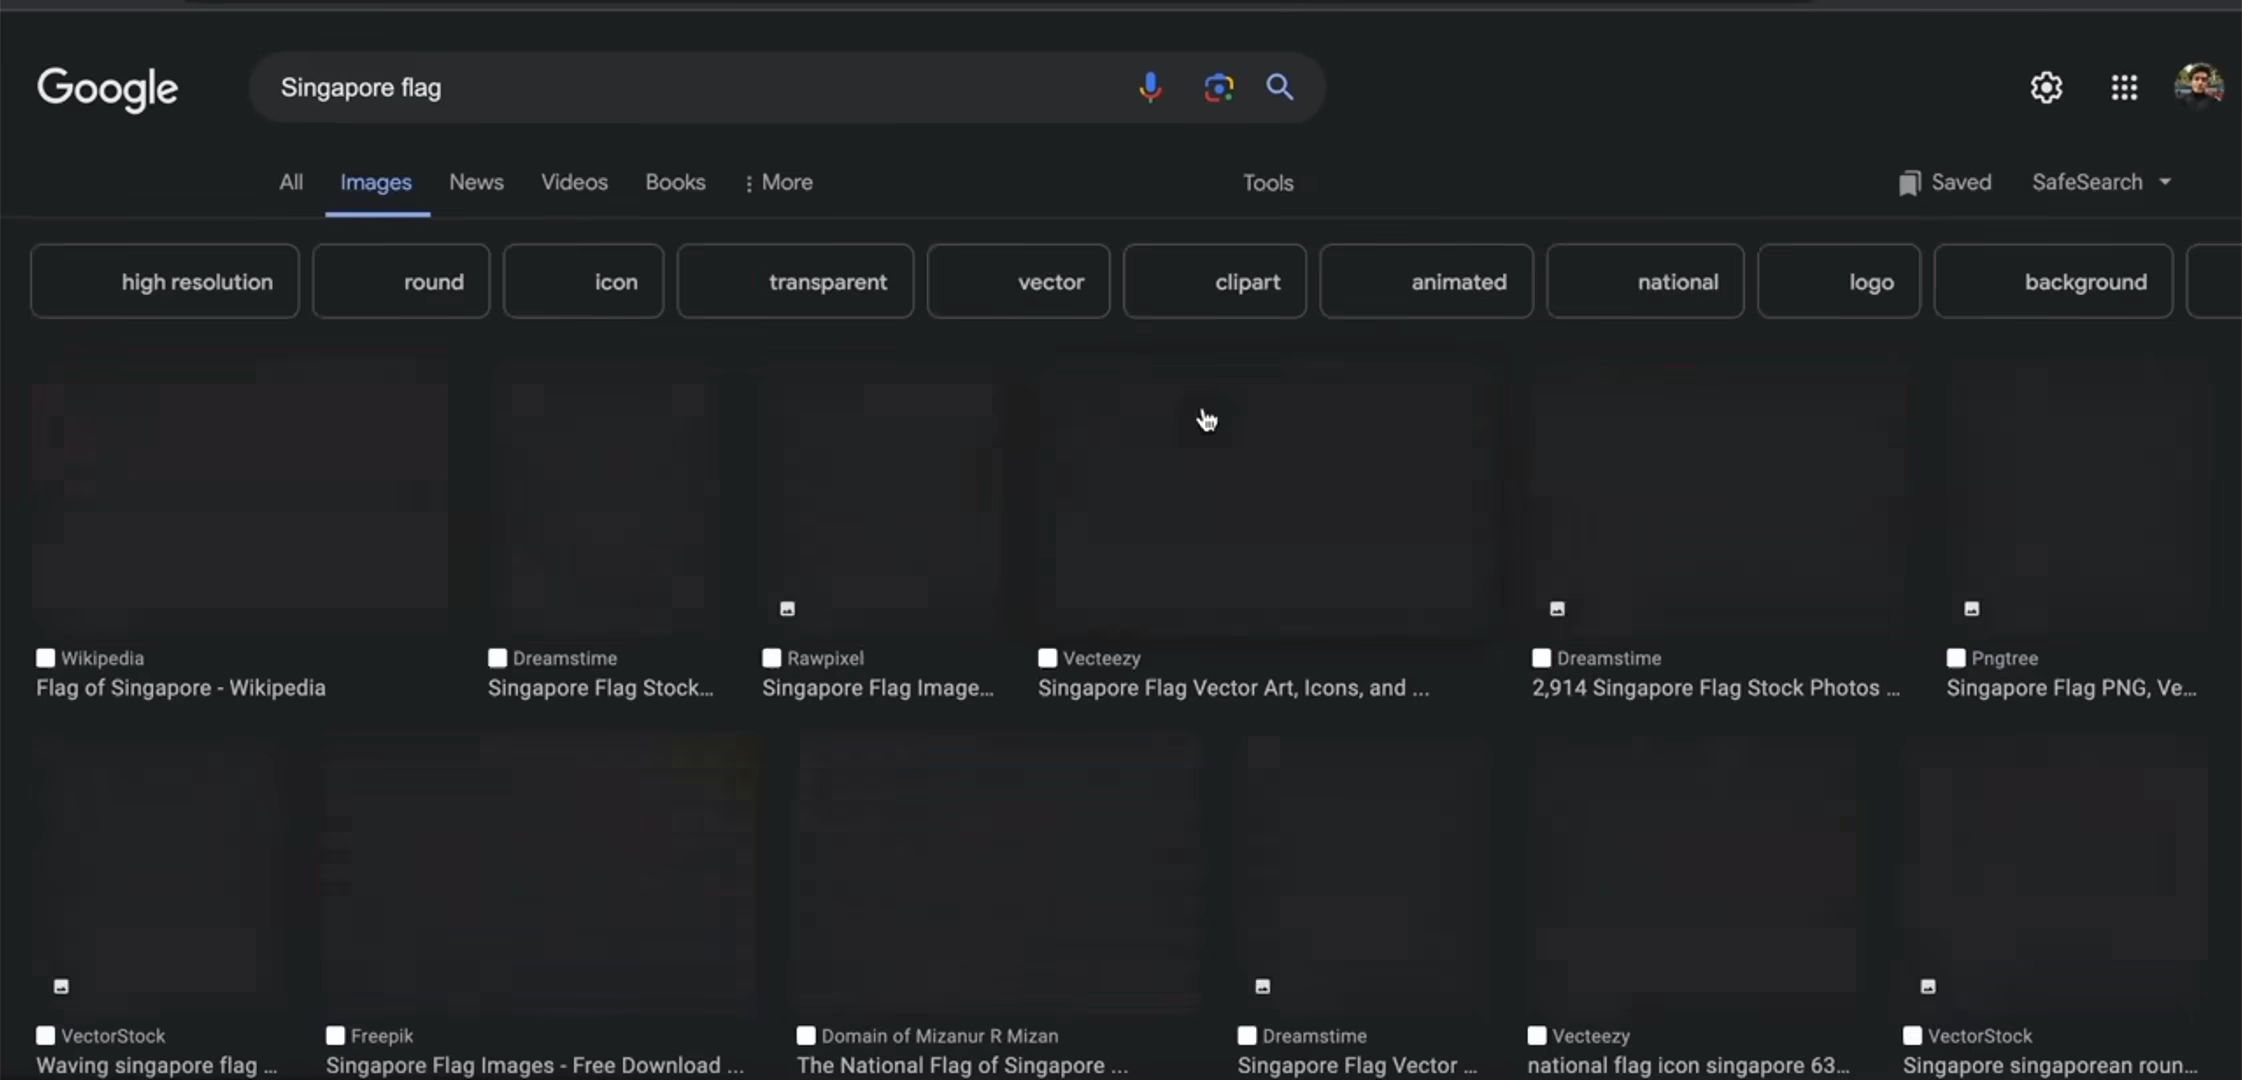 Google
Singapore flag
All Images News Videos Books More Tools Saved SafeSearch
high resolution round icon transparent vector clipart animated national logo background
Wikipedia
Flag of Singapore - Wikipedia
Dreamstime
Singapore Flag Stock...
Rawpixel
Singapore Flag Image...
Vecteezy
Singapore Flag Vector Art, Icons, and ...
Dreamstime
2,914 Singapore Flag Stock Photos ...
Pngtree
Singapore Flag PNG, Ve...
VectorStock
Waving singapore flag ...
Freepik
Singapore Flag Images - Free Download ...
Domain of Mizanur R Mizan
The National Flag of Singapore ...
Dreamstime
Singapore Flag Vector ...
Vecteezy
national flag icon singapore 63...
VectorStock
Singapore singaporean roun...